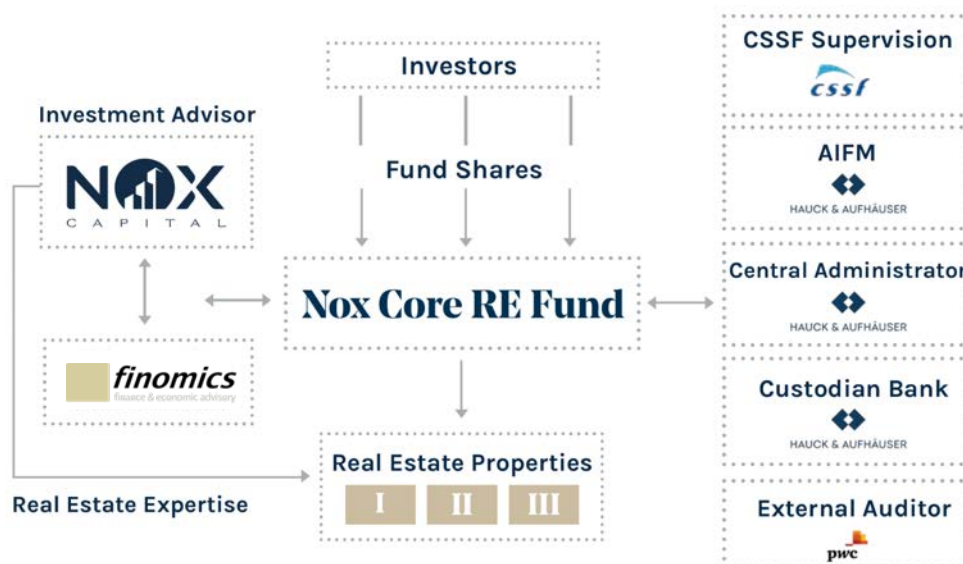 Investors
Fund Shares
Investment Advisor
NOX
CAPITAL
finomics
finance & economic advisory
Nox Core RE Fund
Real Estate Properties
I II III
Real Estate Expertise
CSSF Supervision
cssf
AIFM
HAUCK & AUFHÄUSER
Central Administrator
HAUCK & AUFHÄUSER
Custodian Bank
HAUCK & AUFHÄUSER
External Auditor
pwc